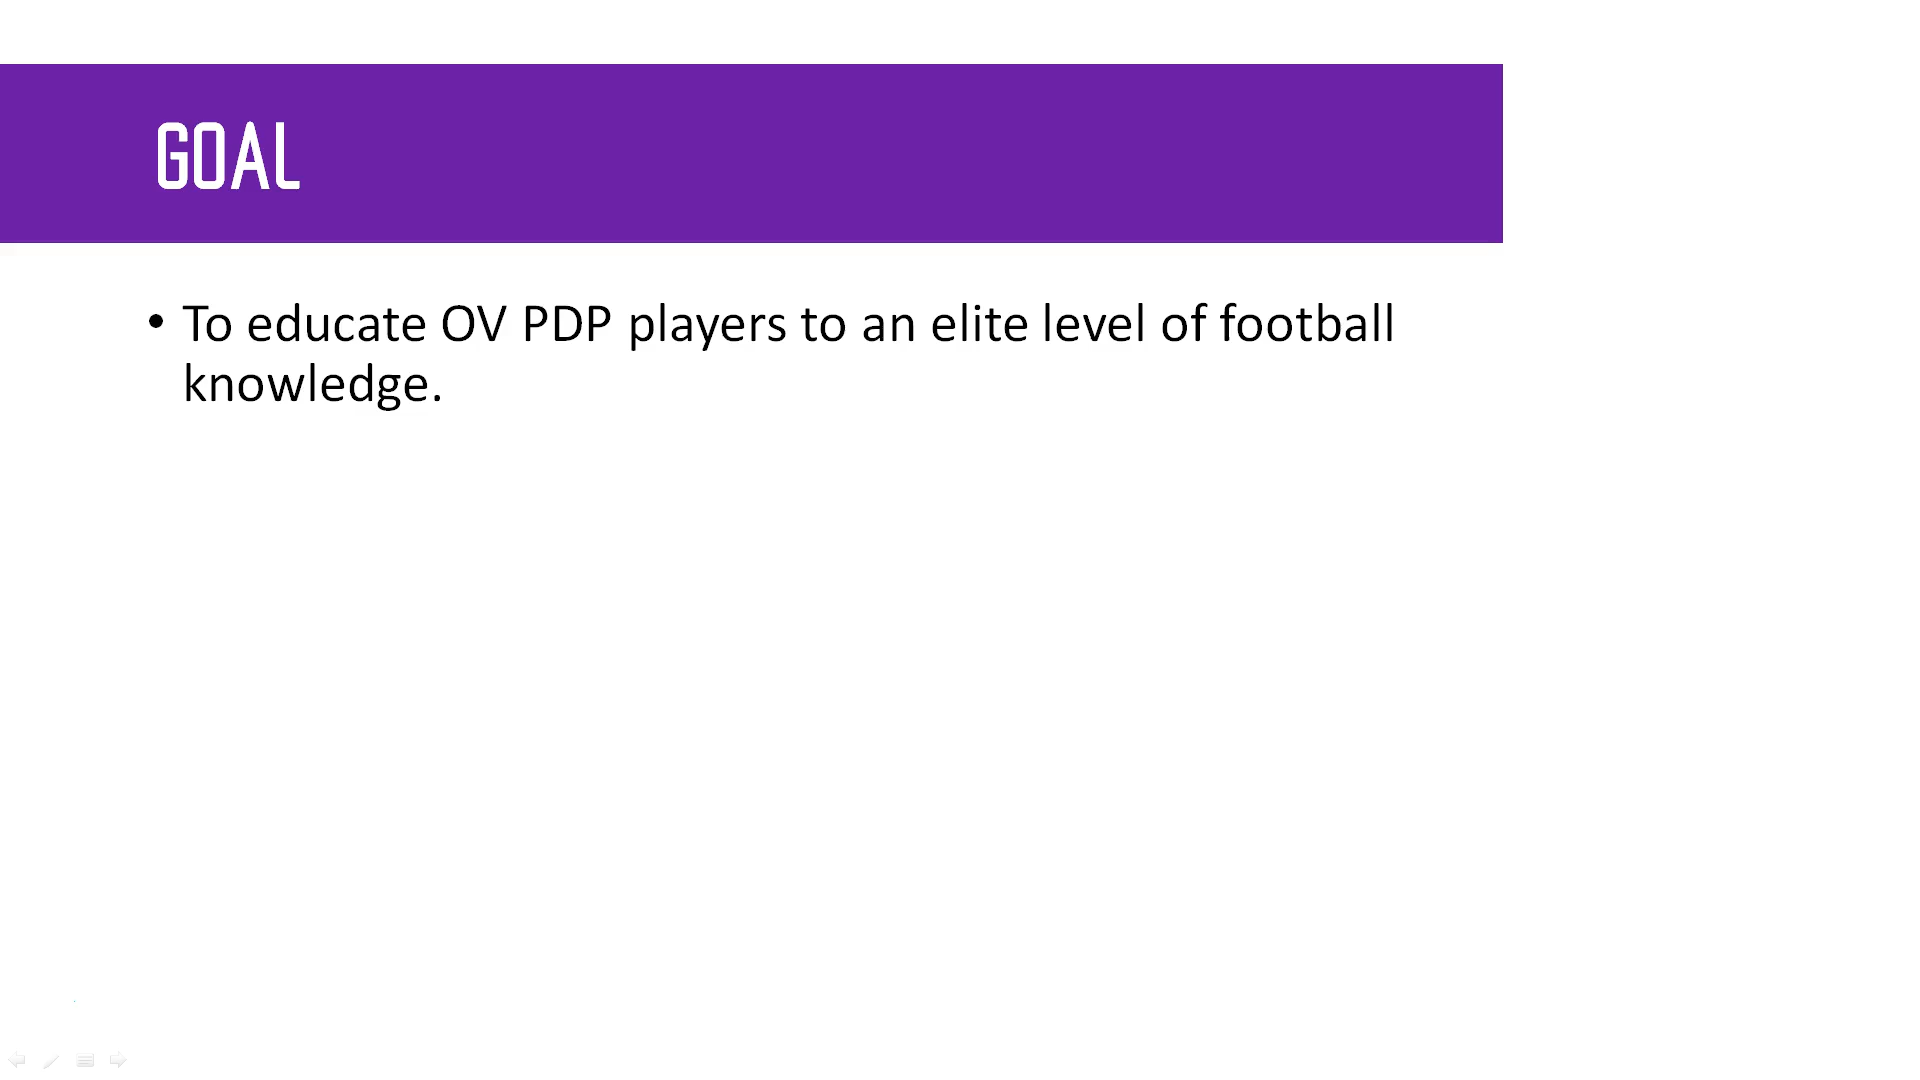 GOAL
• To educate OV PDP players to an elite level of football
knowledge.